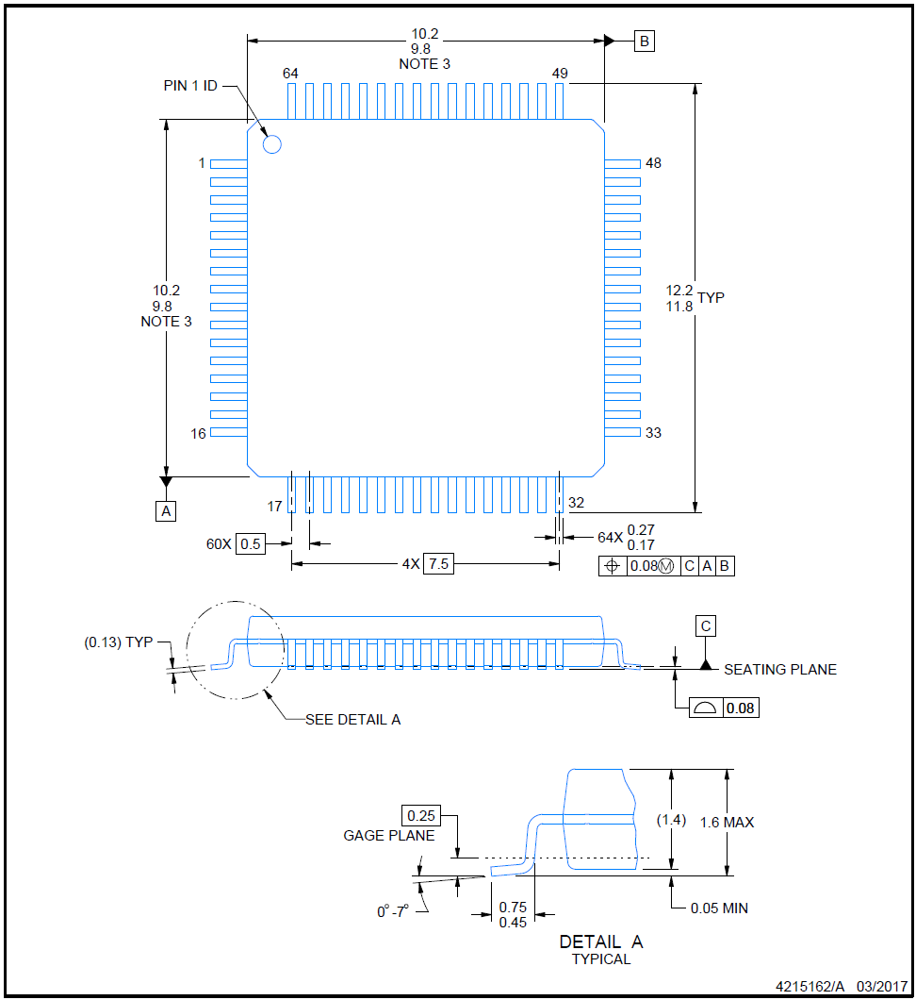 10.2
9.8
NOTE 3
B
64
49
PIN 1 ID
1
48
10.2
9.8
NOTE 3
12.2
11.8
TYP
16
33
17
32
A
60X 0.5
64X 0.27
0.17
4X 7.5
⌖ 0.08Ⓜ C A B
(0.13) TYP
C
SEATING PLANE
⌓ 0.08
SEE DETAIL A
0.25
GAGE PLANE
(1.4)
1.6 MAX
0°-7°
0.75
0.45
0.05 MIN
DETAIL A
TYPICAL
4215162/A 03/2017